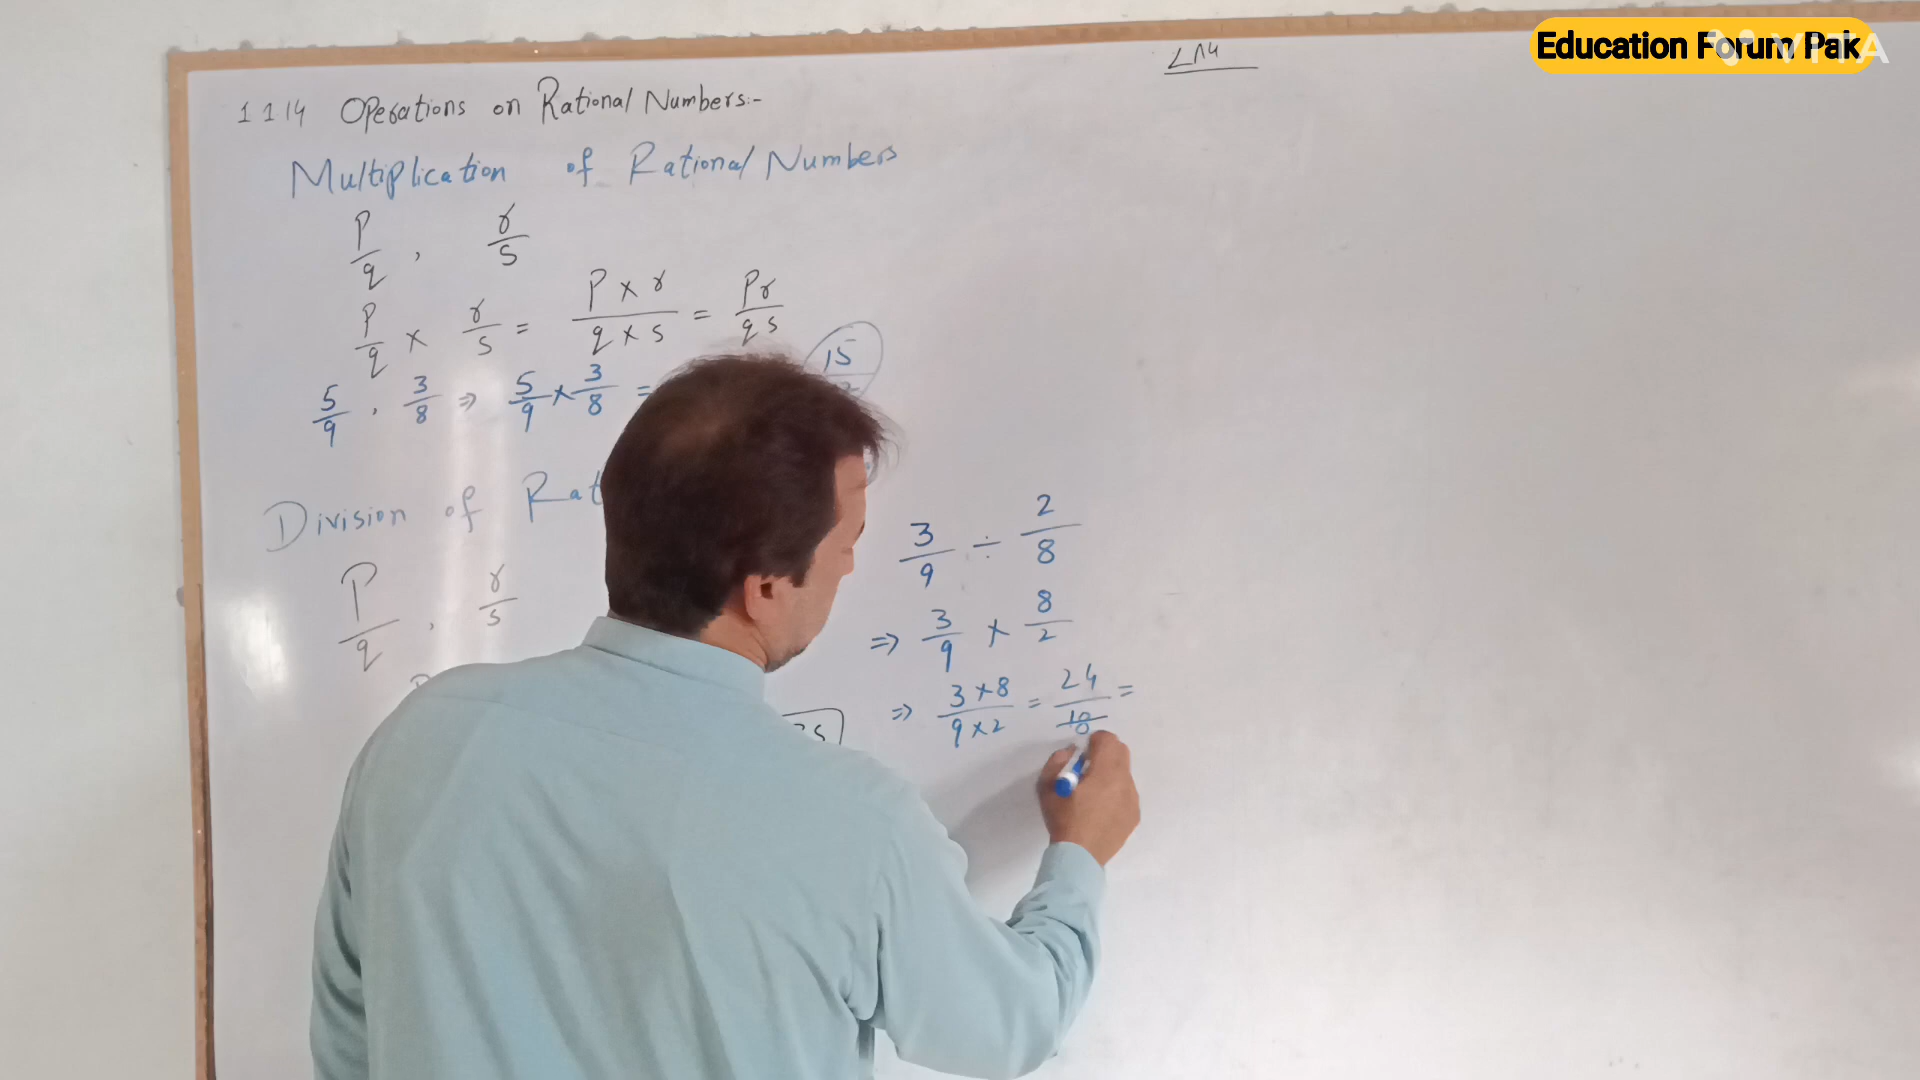 Education Forum Pak
VITA
1.1.14 Operations on Rational Numbers:-
Multiplication of Rational Numbers
P/q , r/s
P/q × r/s = P × r / q × s = Pr / qs
5/9 , 3/8 ⇒ 5/9 × 3/8 =
15
Division of Rat
P/q , r/s
3/9 ÷ 2/8
⇒ 3/9 × 8/2
⇒ 3 × 8 / 9 × 2 = 24/18 =